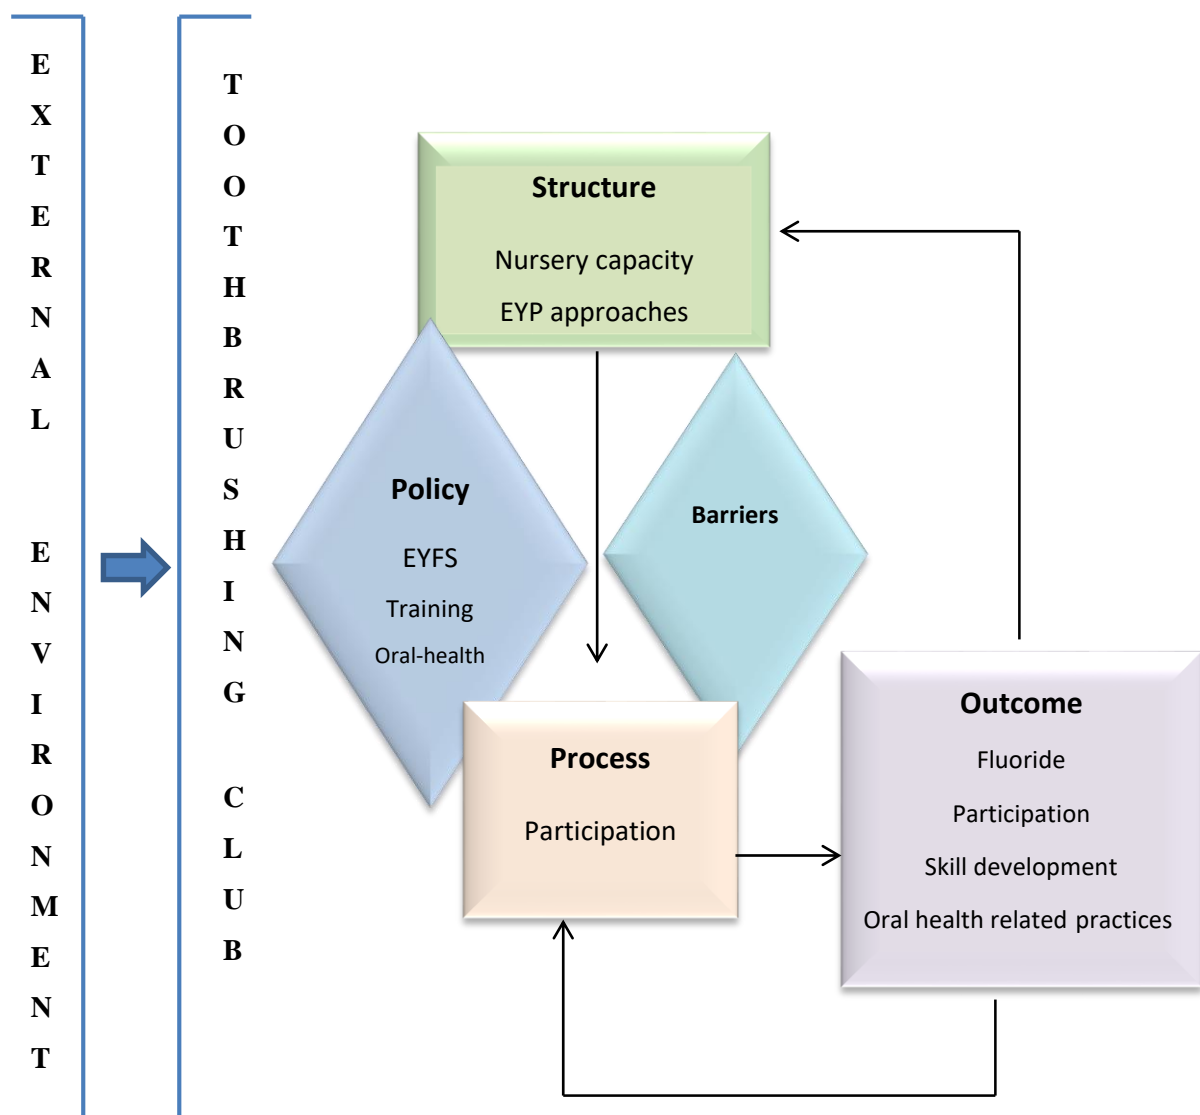 EXTERNAL ENVIRONMENT
TOOTHBRUSHING CLUB
Structure
Nursery capacity
EYP approaches
Policy
EYFS
Training
Oral-health
Barriers
Process
Participation
Outcome
Fluoride
Participation
Skill development
Oral health related practices